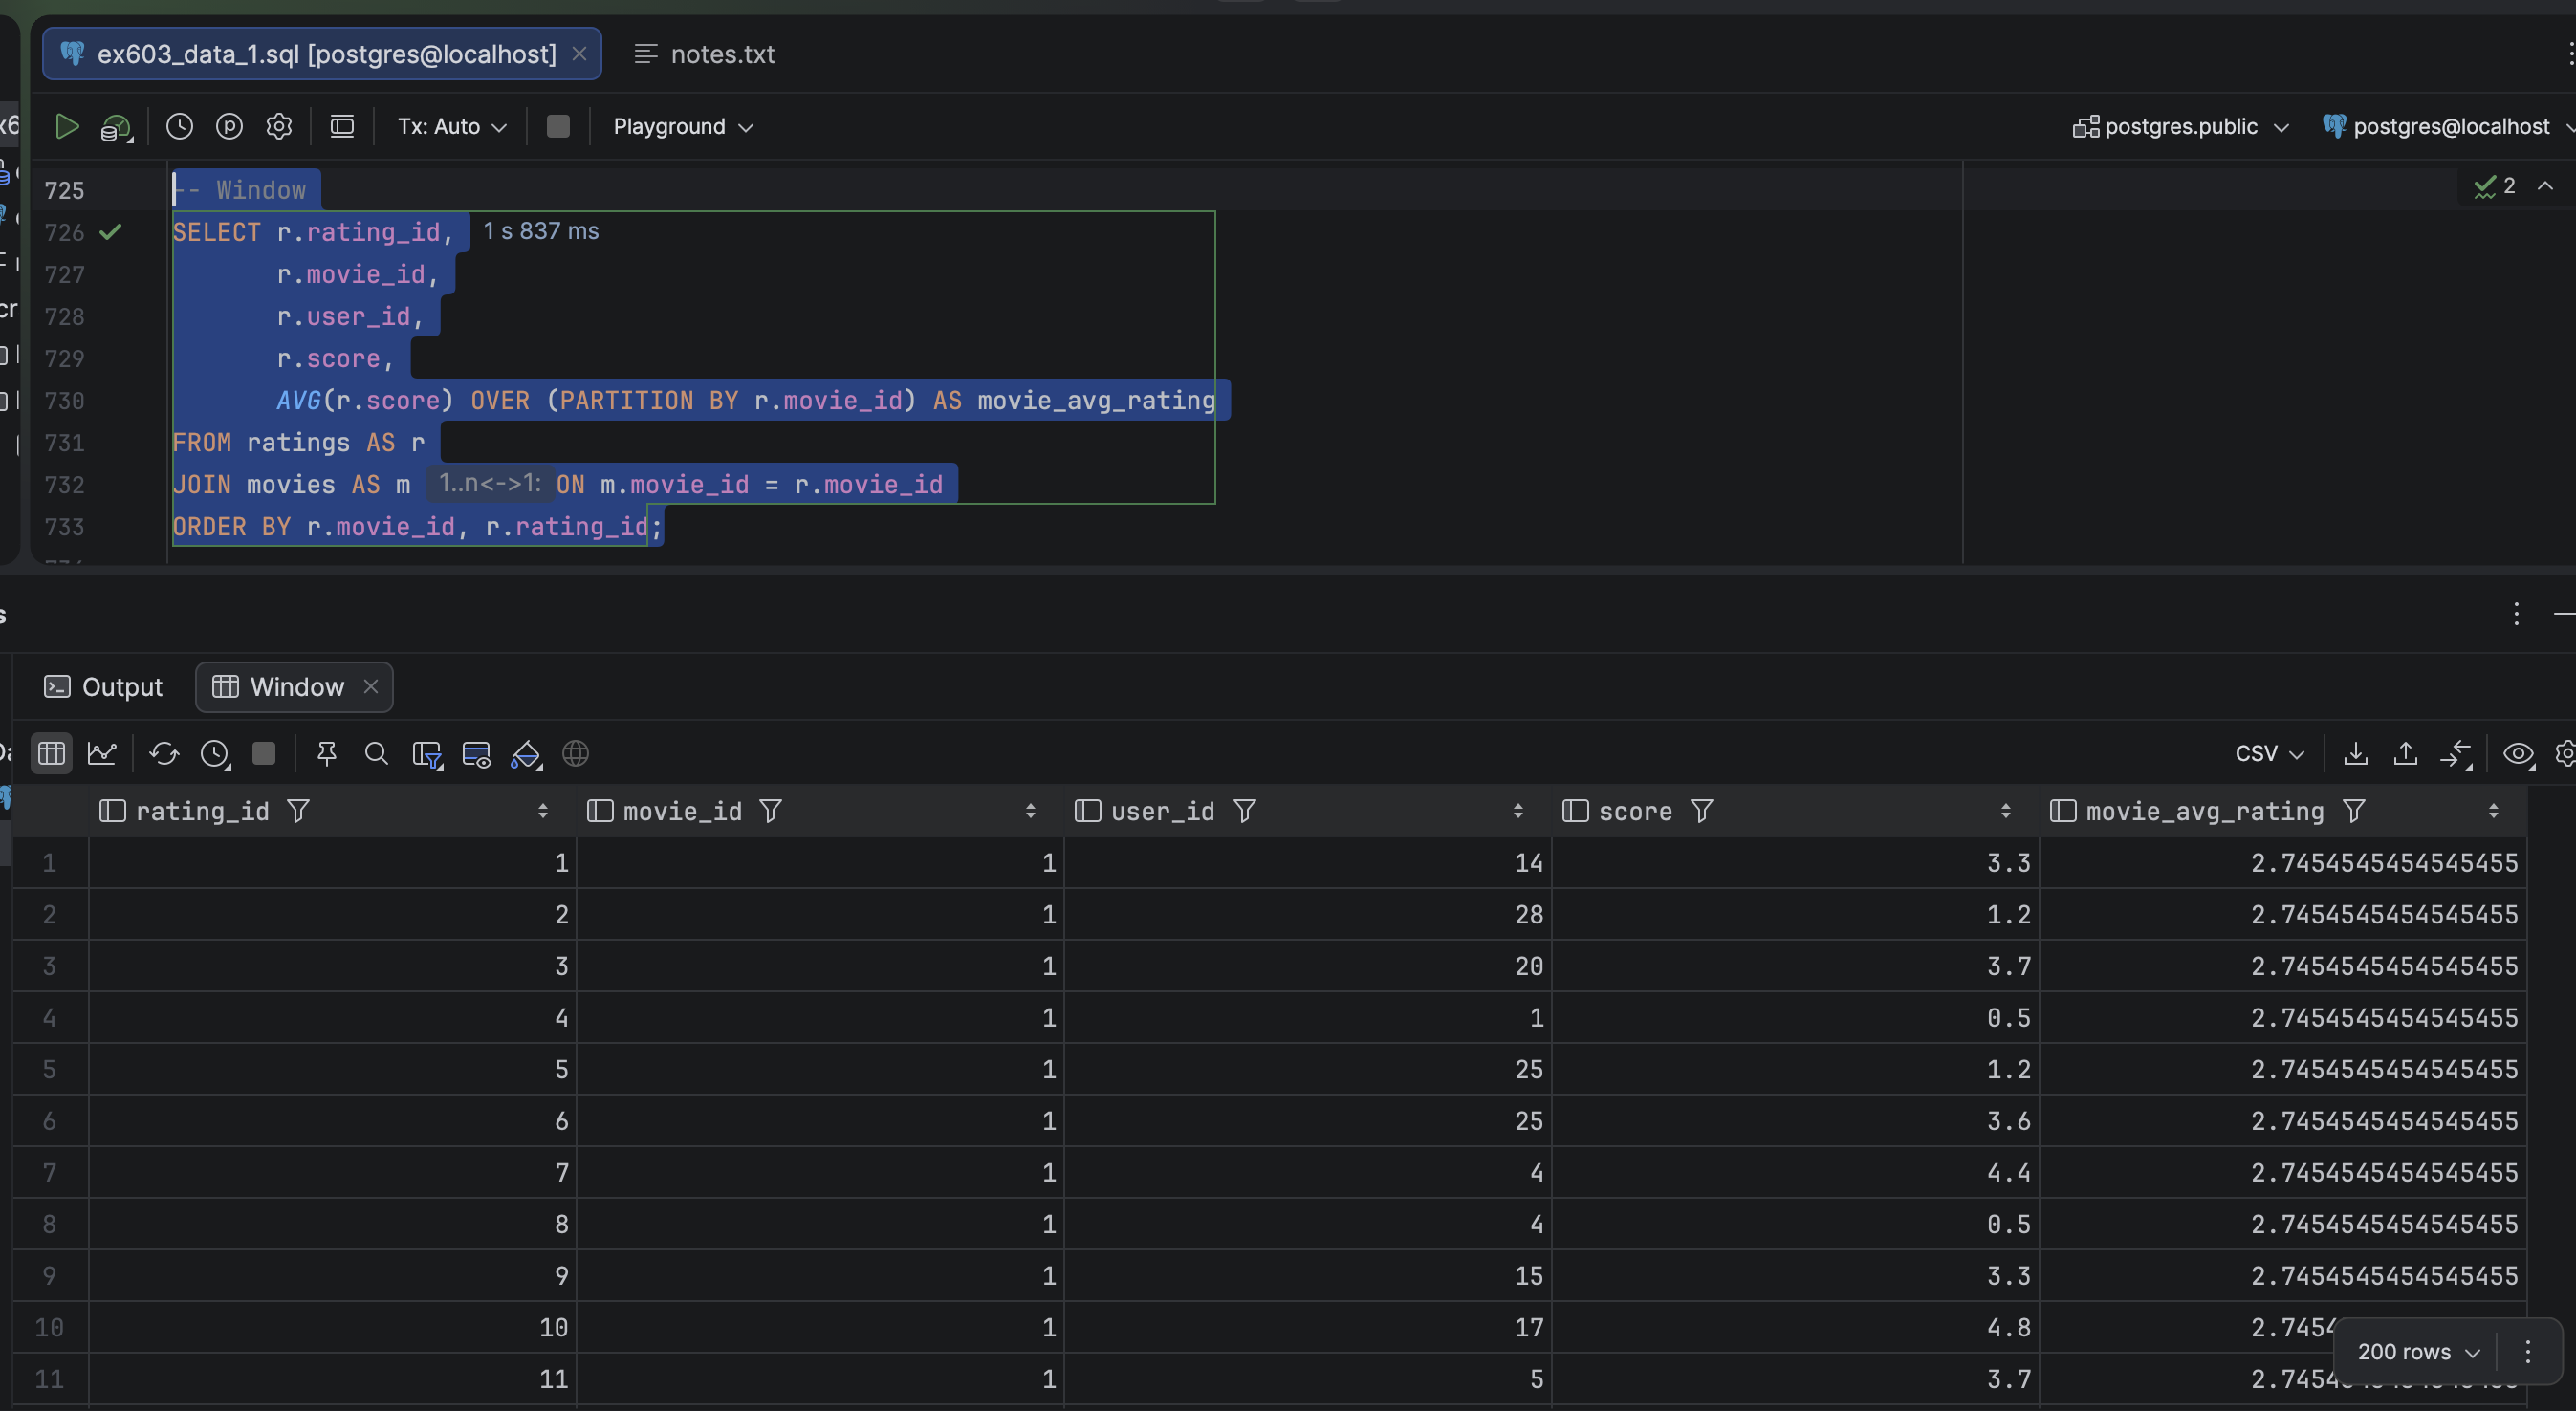 ex603_data_1.sql [postgres@localhost]
notes.txt
Tx: Auto
Playground
postgres.public
postgres@localhost
725 -- Window
2
726 SELECT r.rating_id, 1 s 837 ms
727 r.movie_id,
728 r.user_id,
729 r.score,
730 AVG(r.score) OVER (PARTITION BY r.movie_id) AS movie_avg_rating
731 FROM ratings AS r
732 JOIN movies AS m 1..n<->1: ON m.movie_id = r.movie_id
733 ORDER BY r.movie_id, r.rating_id;
Output
Window
CSV
rating_id movie_id user_id score movie_avg_rating
1 1 1 14 3.3 2.7454545454545455
2 2 1 28 1.2 2.7454545454545455
3 3 1 20 3.7 2.7454545454545455
4 4 1 1 0.5 2.7454545454545455
5 5 1 25 1.2 2.7454545454545455
6 6 1 25 3.6 2.7454545454545455
7 7 1 4 4.4 2.7454545454545455
8 8 1 4 0.5 2.7454545454545455
9 9 1 15 3.3 2.7454545454545455
10 10 1 17 4.8 2.7454
200 rows
11 11 1 5 3.7